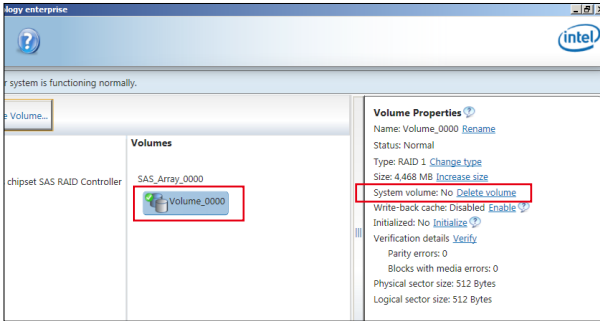 ology enterprise
intel
r system is functioning normally.
e Volume...
Volumes
chipset SAS RAID Controller
SAS_Array_0000
Volume_0000
Volume Properties
Name: Volume_0000 Rename
Status: Normal
Type: RAID 1 Change type
Size: 4,468 MB Increase size
System volume: No Delete volume
Write-back cache: Disabled Enable
Initialized: No Initialize
Verification details Verify
Parity errors: 0
Blocks with media errors: 0
Physical sector size: 512 Bytes
Logical sector size: 512 Bytes